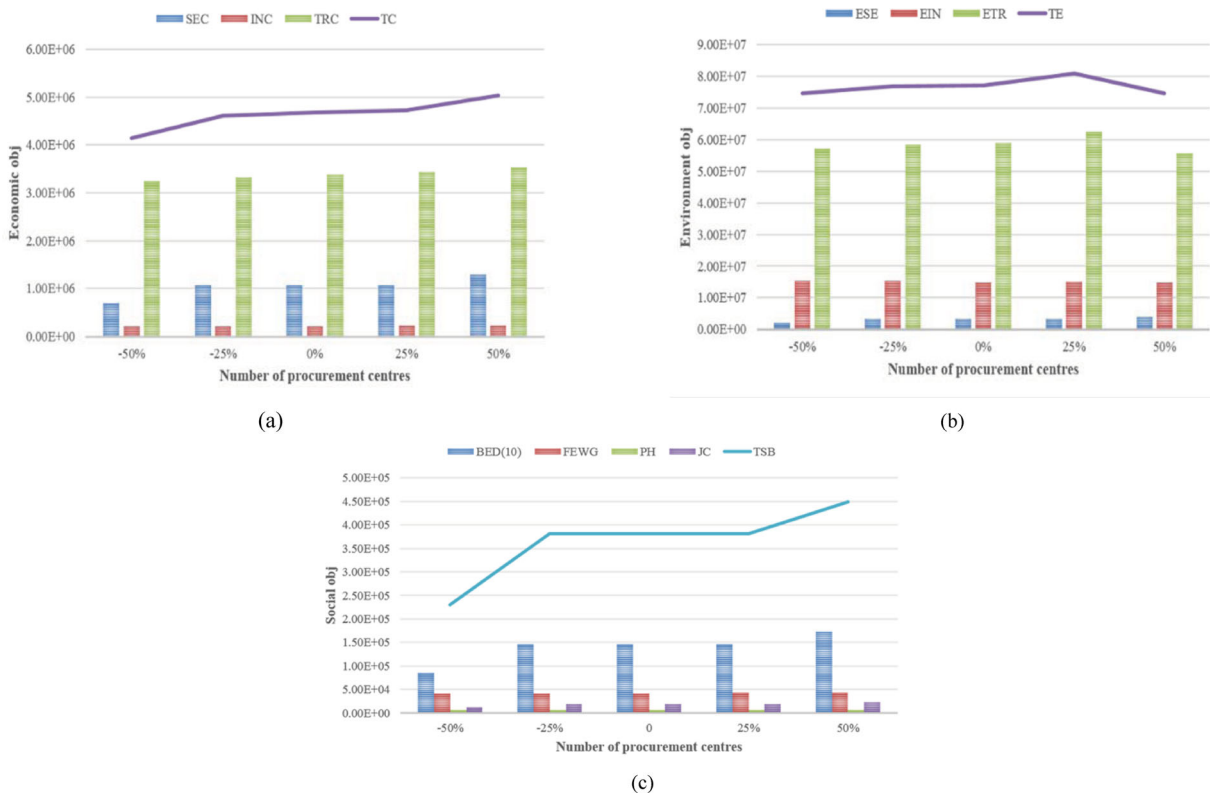 SEC INC TRC TC
6.00E+06
5.00E+06
4.00E+06
3.00E+06
2.00E+06
1.00E+06
0.00E+00
Economic obj
-50% -25% 0% 25% 50%
Number of procurement centres
(a)
ESE EIN ETR TE
9.00E+07
8.00E+07
7.00E+07
6.00E+07
5.00E+07
4.00E+07
3.00E+07
2.00E+07
1.00E+07
0.00E+00
Environment obj
-50% -25% 0% 25% 50%
Number of procurement centres
(b)
BED(10) FEWG PH JC TSB
5.00E+05
4.50E+05
4.00E+05
3.50E+05
3.00E+05
2.50E+05
2.00E+05
1.50E+05
1.00E+05
5.00E+04
0.00E+00
Social obj
-50% -25% 0 25% 50%
Number of procurement centres
(c)